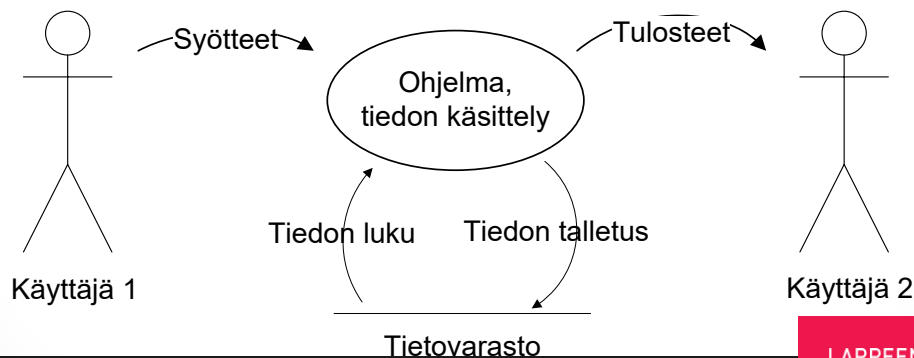 Syötteet
Tulosteet
Ohjelma,
tiedon käsittely
Tiedon luku
Tiedon talletus
Käyttäjä 1
Käyttäjä 2
Tietovarasto